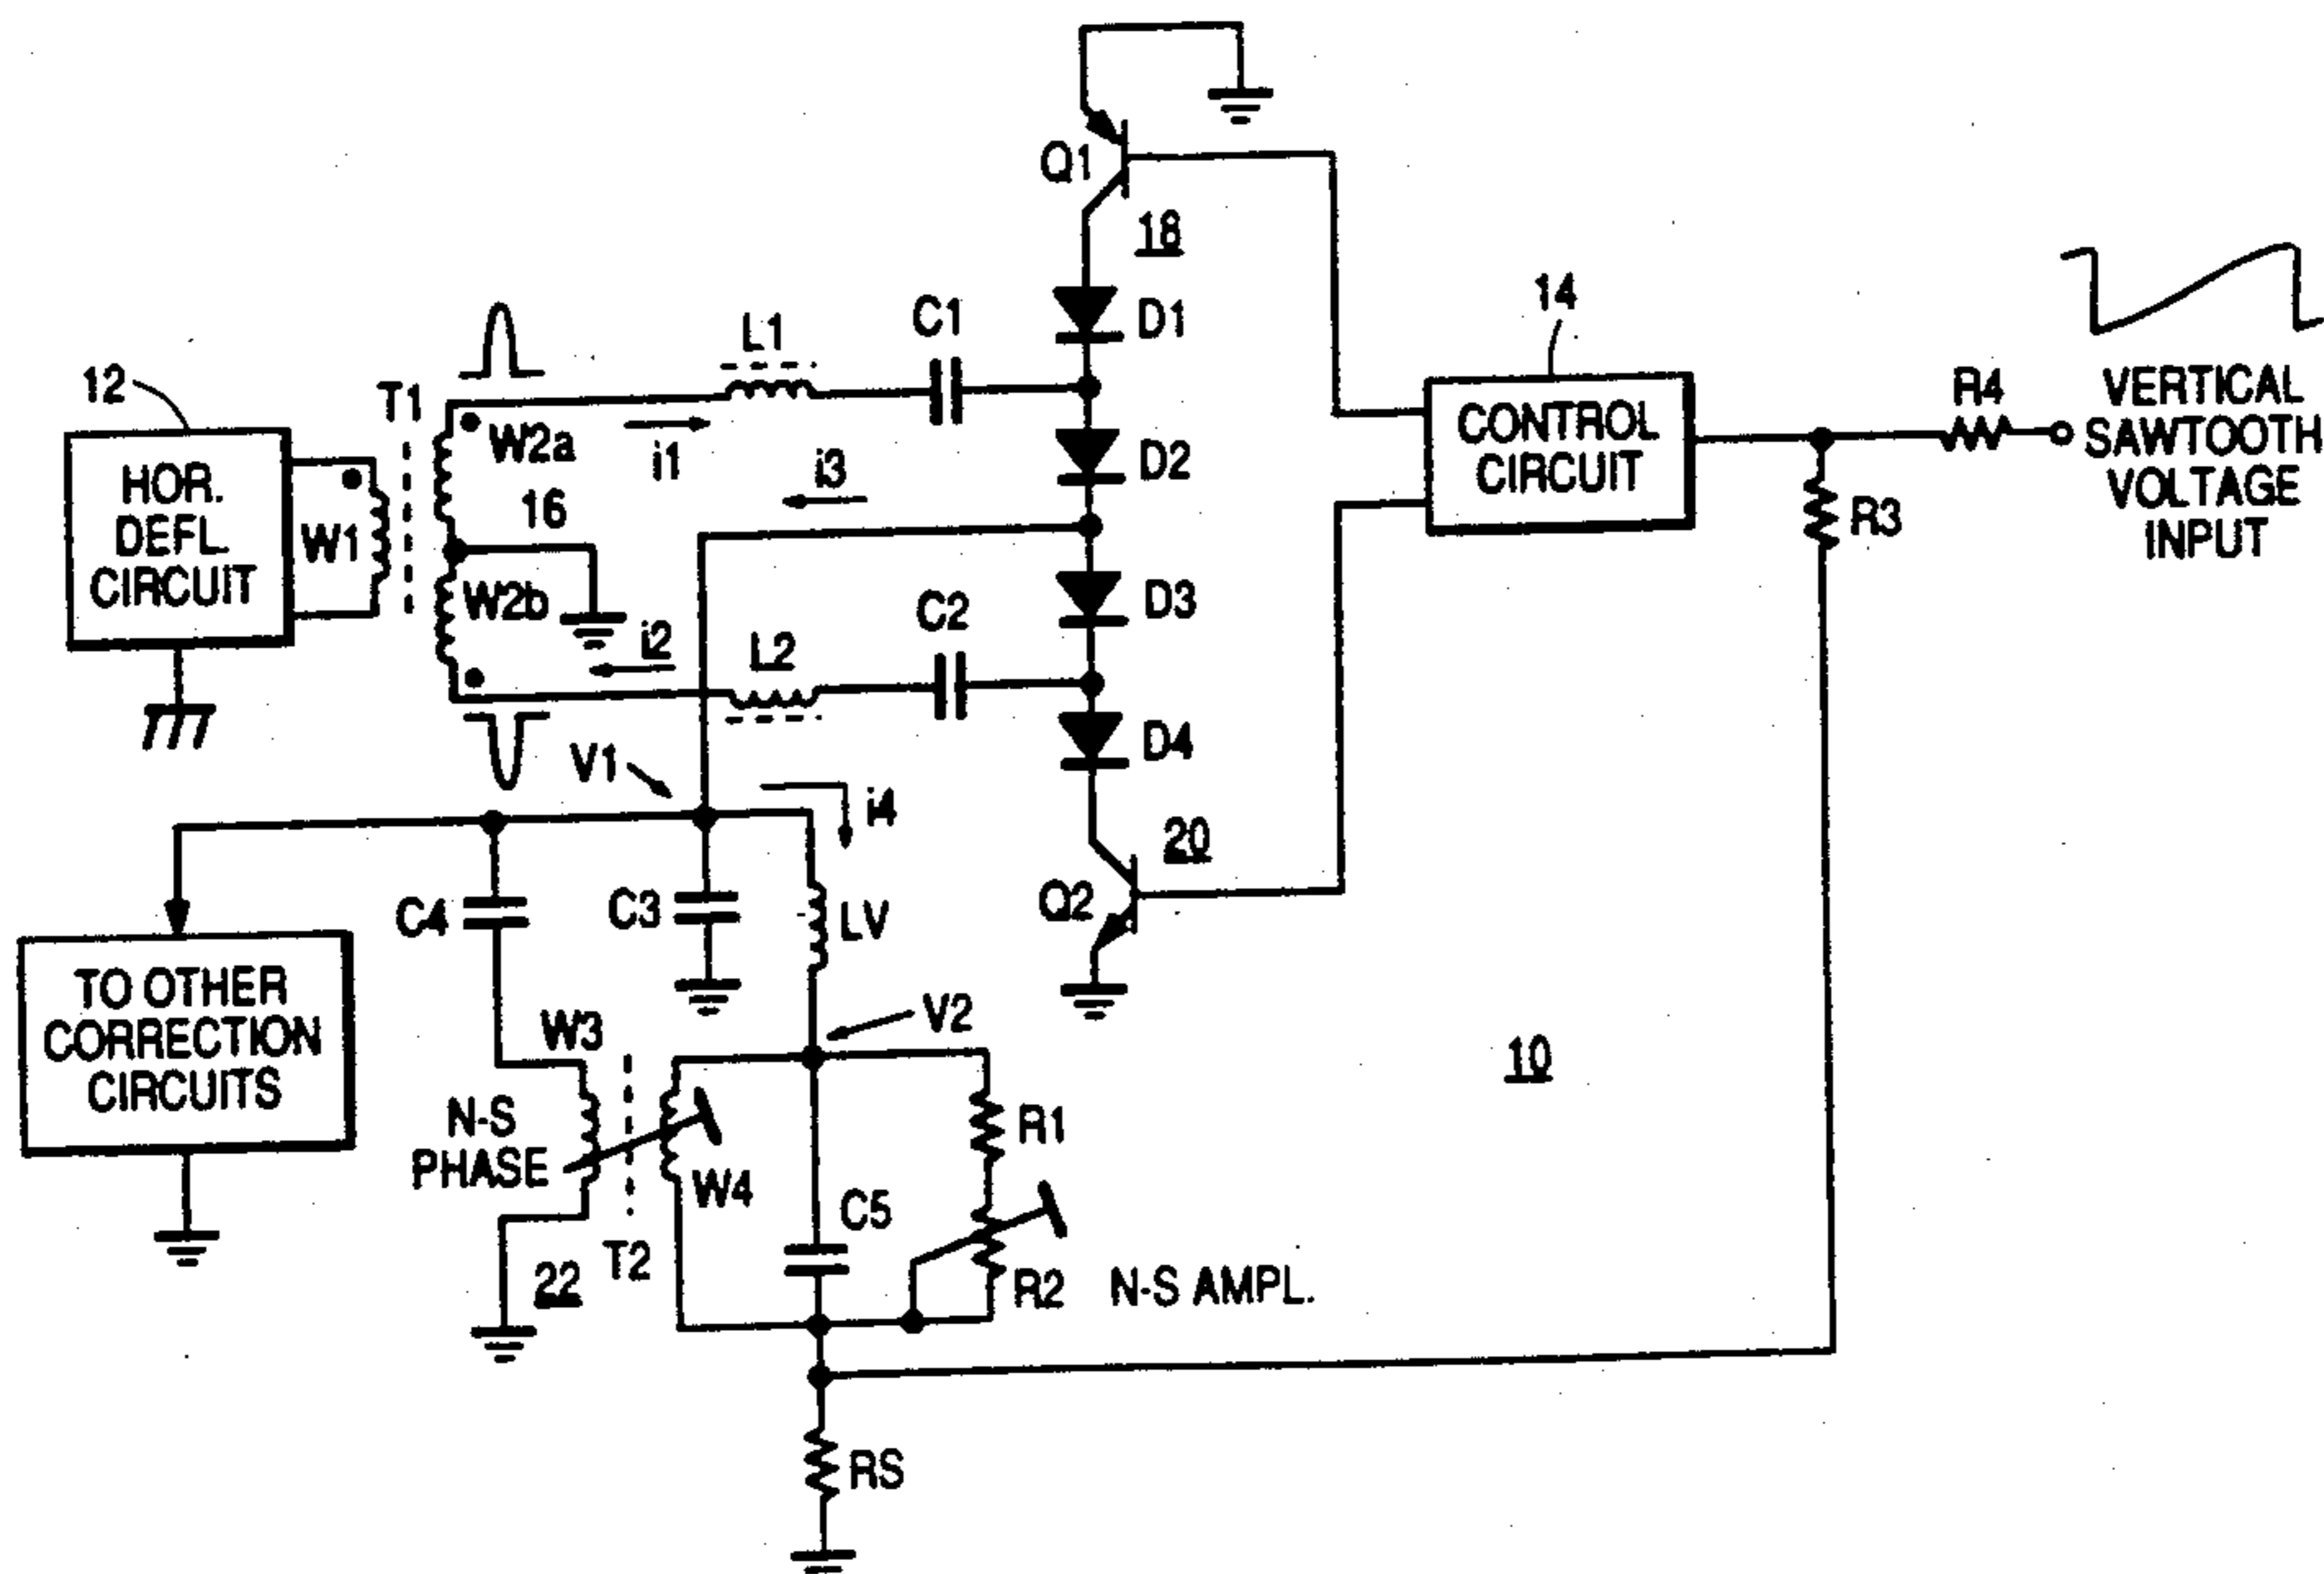 Q1
18
D1
14
L1
C1
12
T1
W2a
i1
D2
i3
HOR.
DEFL.
CIRCUIT
W1
16
CONTROL
CIRCUIT
R4
VERTICAL
SAWTOOTH
VOLTAGE
INPUT
R3
W2b
i2
L2
C2
D3
V1
i4
D4
20
Q2
C4
C3
LV
TO OTHER
CORRECTION
CIRCUITS
W3
V2
10
N-S
PHASE
W4
R1
C5
22
T2
R2
N-S AMPL.
RS